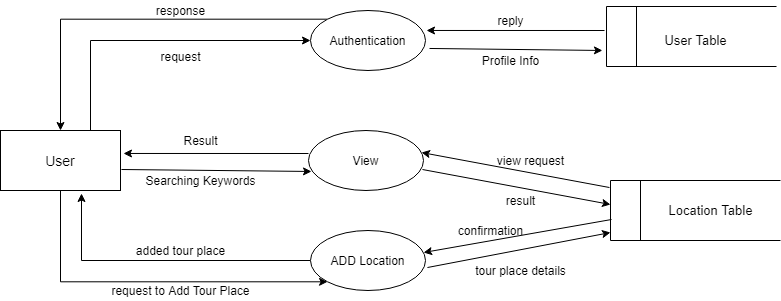 response
reply
Authentication
User Table
request
Profile Info
Result
view request
User
View
Searching Keywords
result
Location Table
confirmation
added tour place
ADD Location
tour place details
request to Add Tour Place